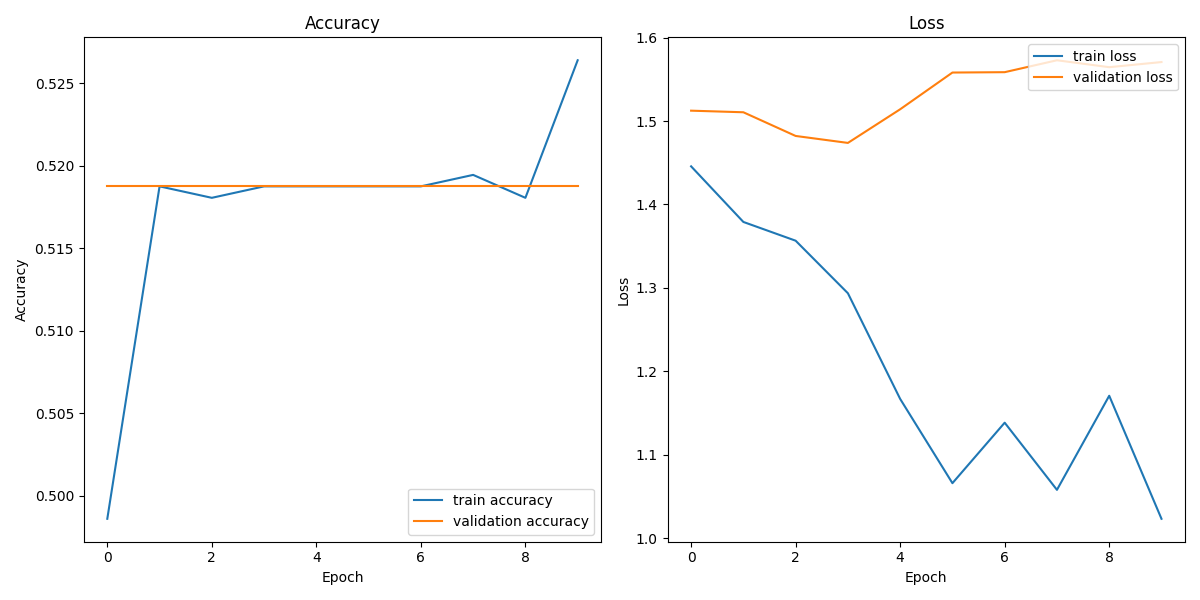 Accuracy
0.525
0.520
0.515
0.510
0.505
0.500
Accuracy
train accuracy
validation accuracy
0 2 4 6 8
Epoch
Loss
1.6
1.5
1.4
1.3
1.2
1.1
1.0
Loss
train loss
validation loss
0 2 4 6 8
Epoch